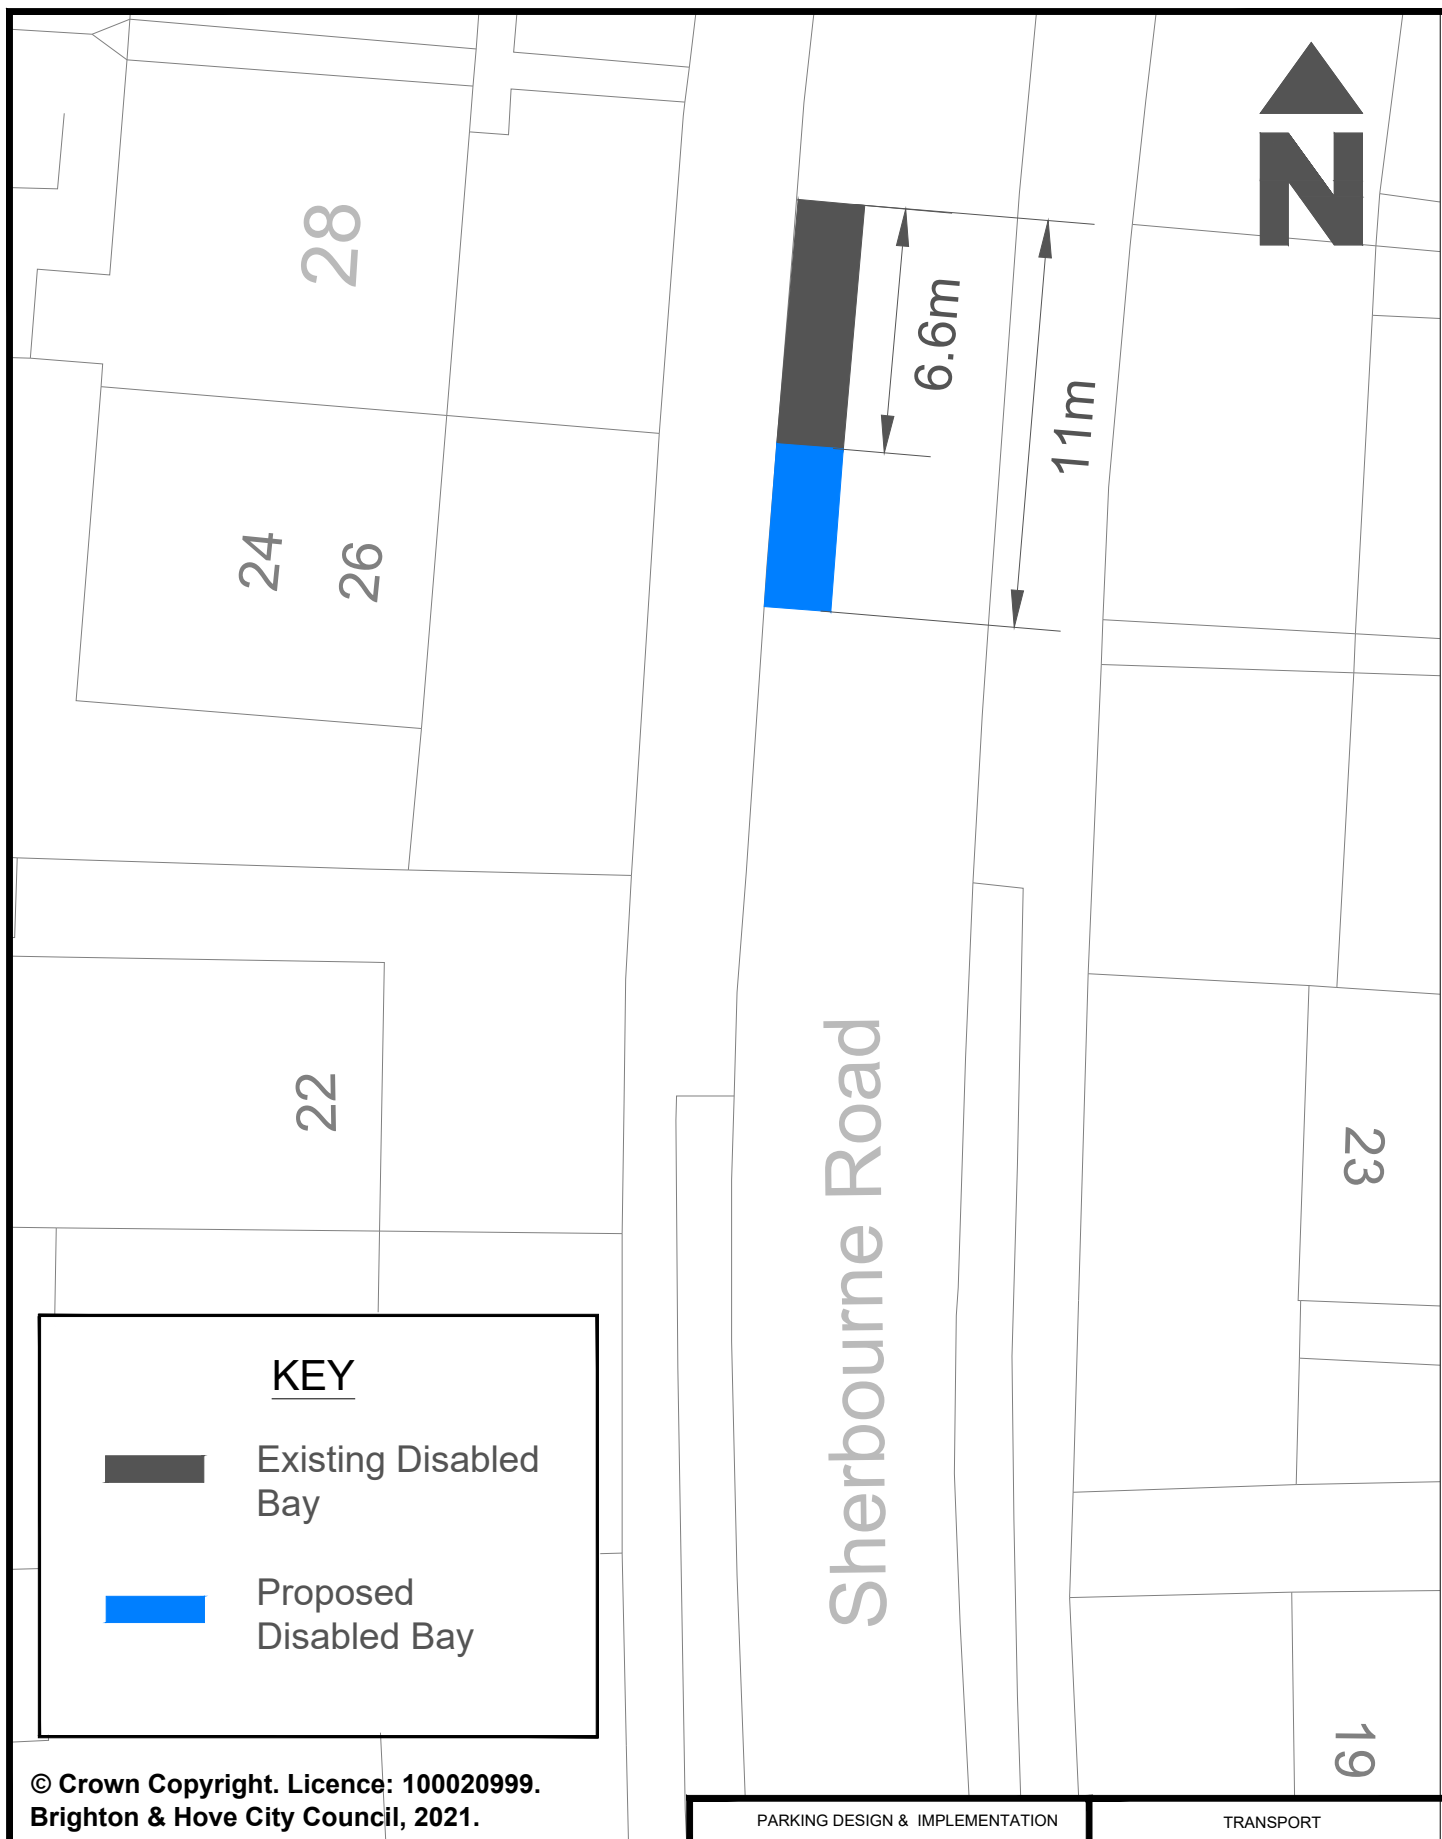 N
28
6.6m
11m
24
26
22
23
Sherbourne Road
19
KEY
Existing Disabled
Bay
Proposed
Disabled Bay
© Crown Copyright. Licence: 100020999.
Brighton & Hove City Council, 2021.
PARKING DESIGN & IMPLEMENTATION
TRANSPORT